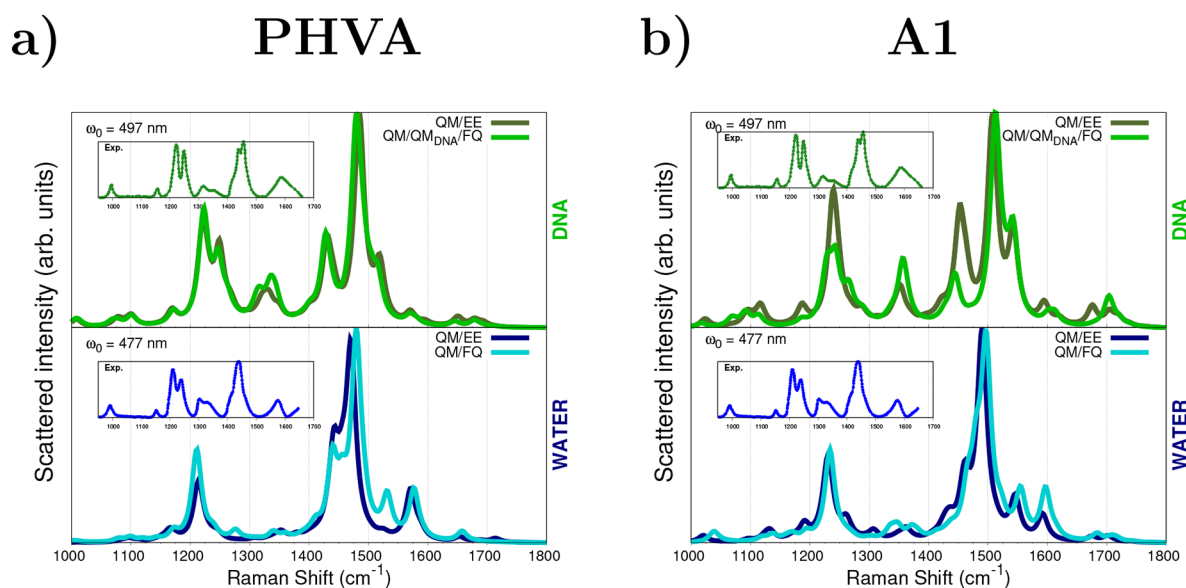 a) PHVA
b) A1
Scattered intensity (arb. units)
ω₀ = 497 nm
QM/EE
QM/QM_DNA/FQ
Exp.
1000 1100 1200 1300 1400 1500 1600 1700
DNA
ω₀ = 477 nm
QM/EE
QM/FQ
Exp.
1000 1100 1200 1300 1400 1500 1600 1700
WATER
1000 1100 1200 1300 1400 1500 1600 1700 1800
Raman Shift (cm⁻¹)
Scattered intensity (arb. units)
ω₀ = 497 nm
QM/EE
QM/QM_DNA/FQ
Exp.
1000 1100 1200 1300 1400 1500 1600 1700
DNA
ω₀ = 477 nm
QM/EE
QM/FQ
Exp.
1000 1100 1200 1300 1400 1500 1600 1700
WATER
1000 1100 1200 1300 1400 1500 1600 1700 1800
Raman Shift (cm⁻¹)